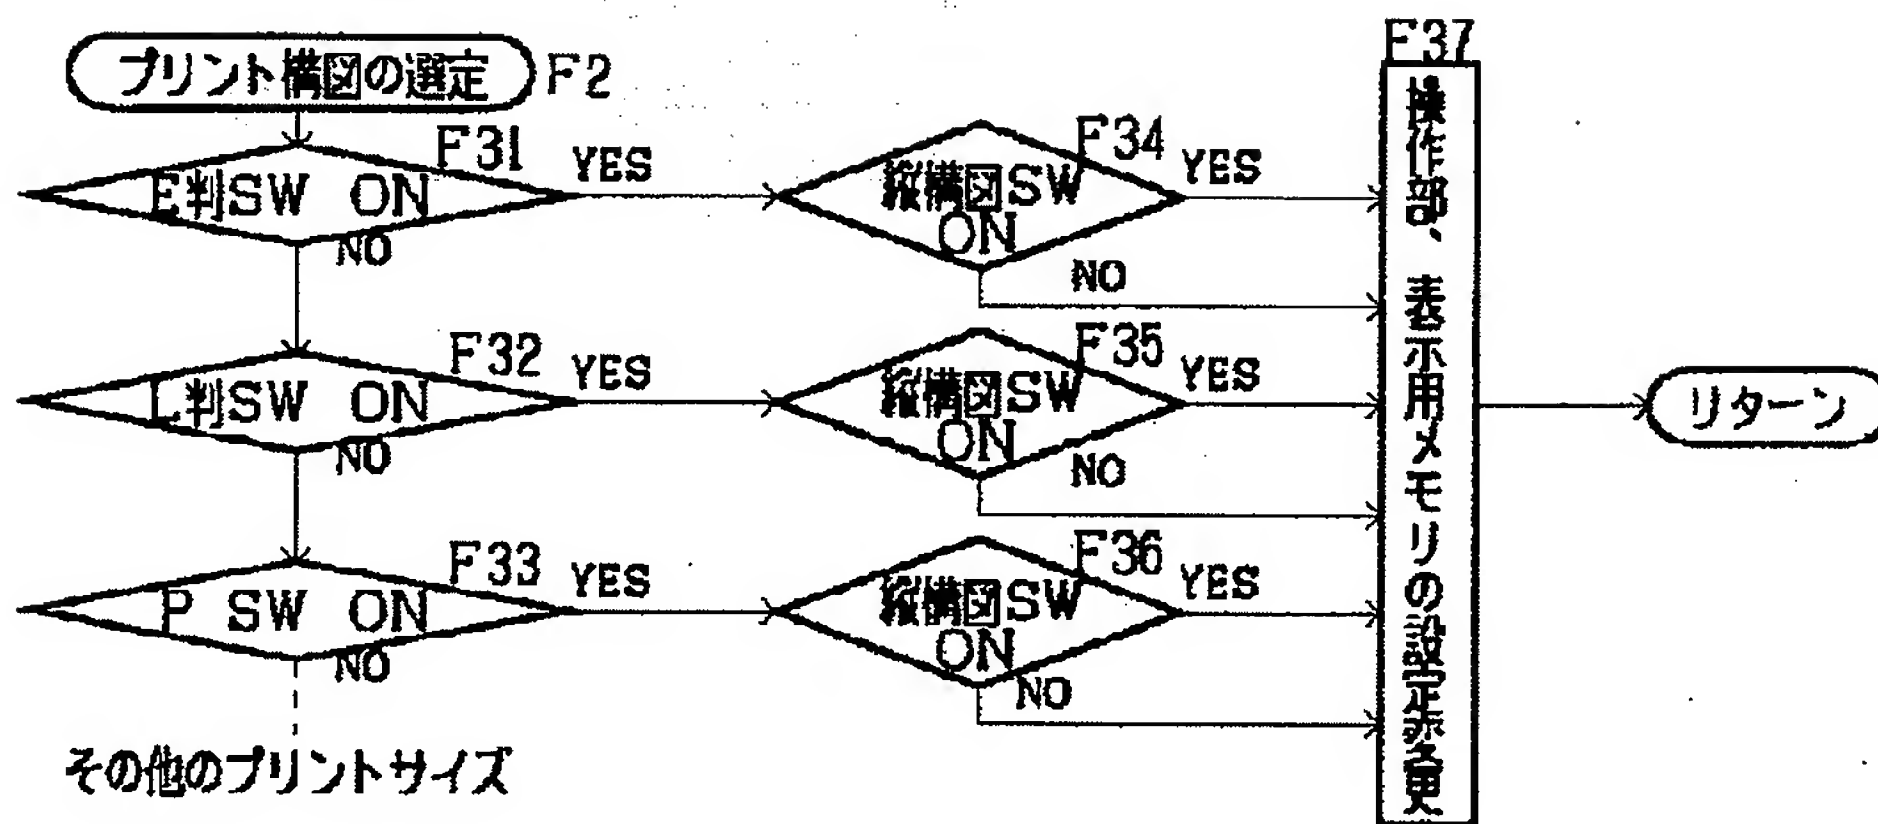 プリント構図の選定 F2
F31
E判SW ON
YES
NO
F34
縦構図SW
ON
YES
NO
F32
L判SW ON
YES
NO
F35
縦構図SW
ON
YES
NO
F33
P SW ON
YES
NO
F36
縦構図SW
ON
YES
NO
その他のプリントサイズ
F37
操作部、表示用メモリの設定変更
リターン